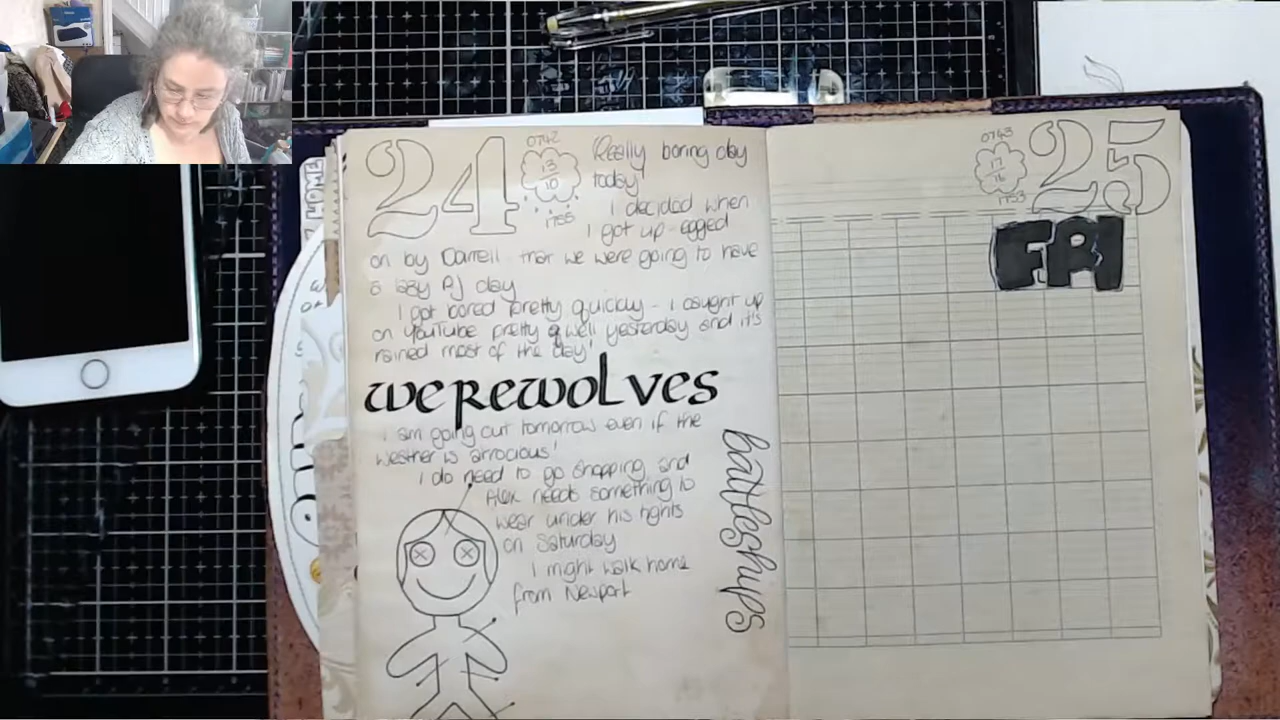 24
0742
13
10
1755
Really boring day
today!
I decided when
I got up - egged
on by Darrell that we were going to have
a lazy PJ day
I got bored pretty quickly - I caught up
on YouTube pretty well yesterday and it's
rained most of the day!
werewolves
I am going out tomorrow even if the
weather is atrocious!
I do need to go shopping and
Alex needs something to
wear under his tights
on Saturday
I might walk home
from Newport
battleships
0743
17
16
1753
25
FRI